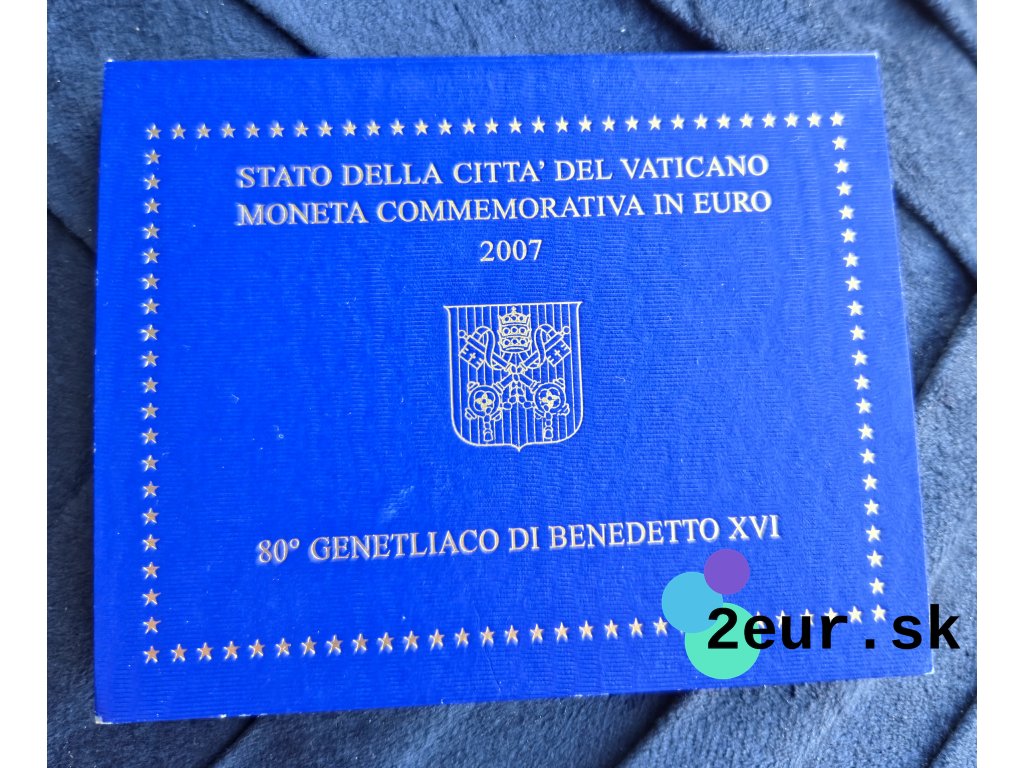 STATO DELLA CITTA' DEL VATICANO
MONETA COMMEMORATIVA IN EURO
2007
80° GENETLIACO DI BENEDETTO XVI
2eur.sk